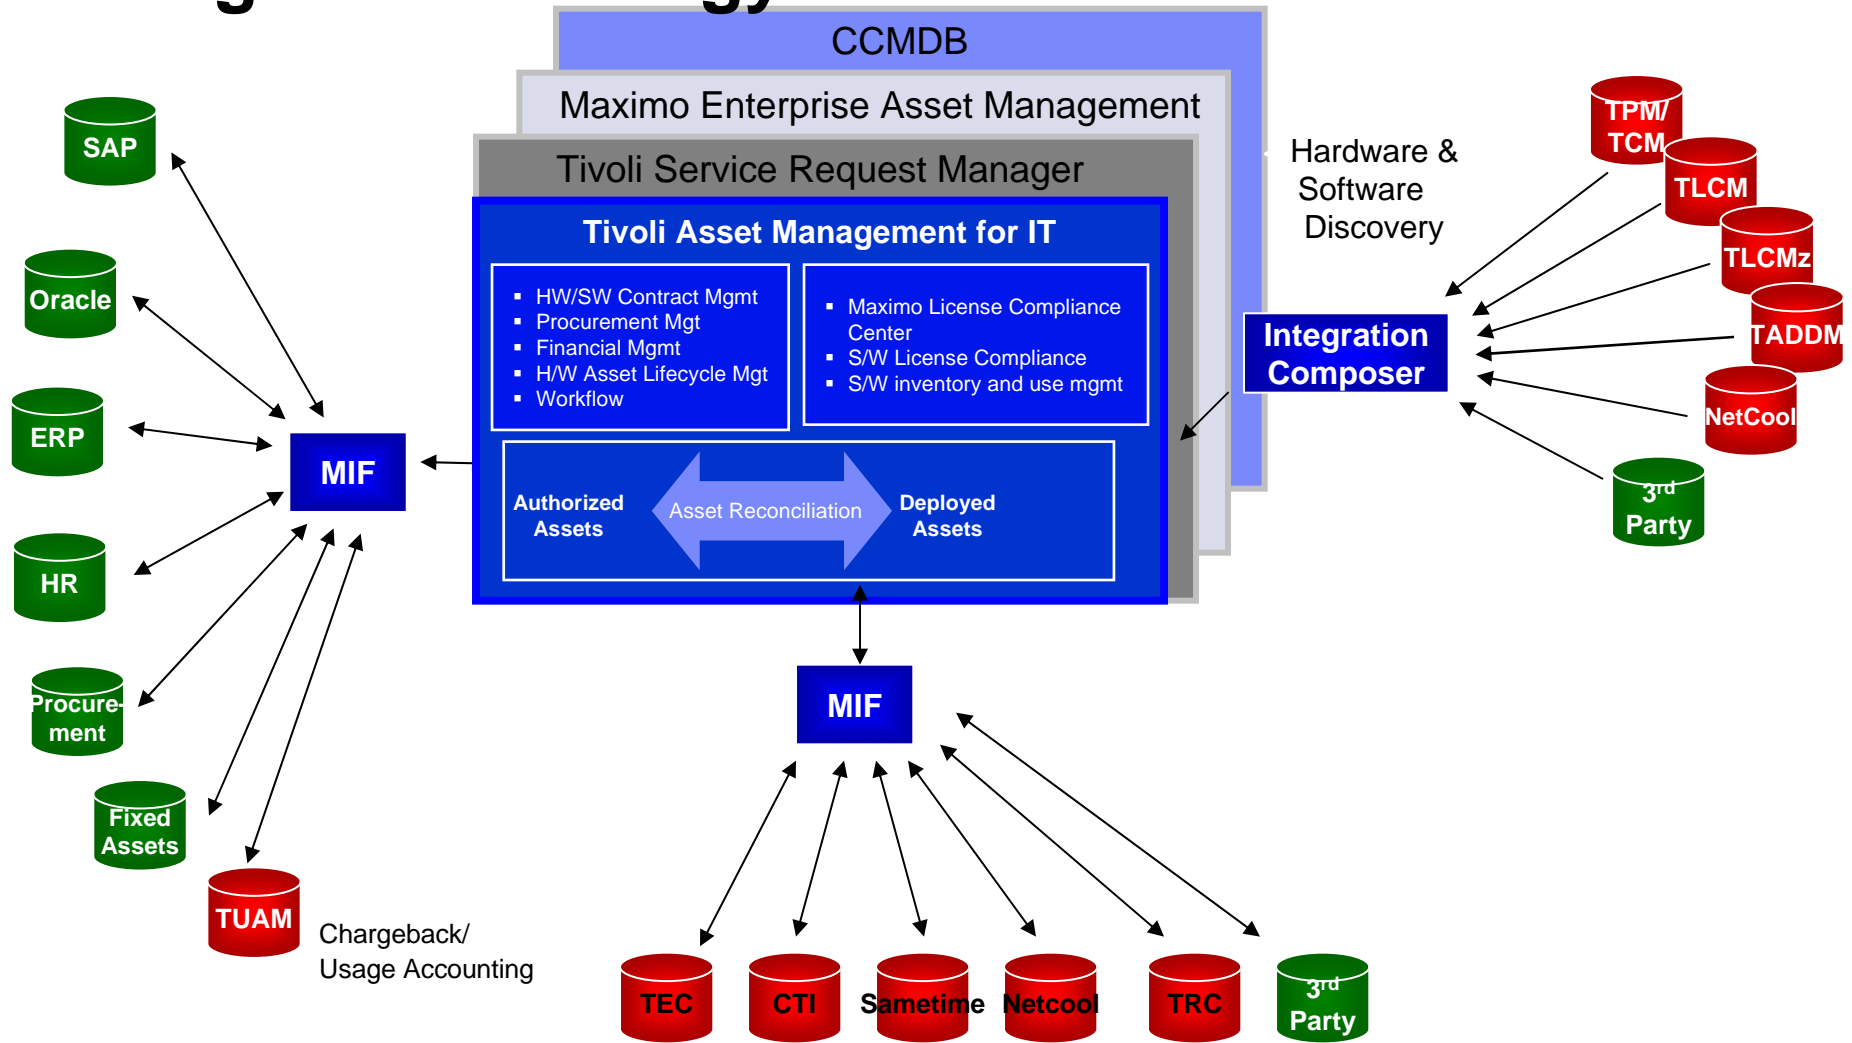 CCMDB
Maximo Enterprise Asset Management
Tivoli Service Request Manager
Tivoli Asset Management for IT
▪ HW/SW Contract Mgmt
▪ Procurement Mgt
▪ Financial Mgmt
▪ H/W Asset Lifecycle Mgt
▪ Workflow
▪ Maximo License Compliance
Center
▪ S/W License Compliance
▪ S/W inventory and use mgmt
Authorized
Assets
Asset Reconciliation
Deployed
Assets
SAP
Oracle
ERP
HR
Procure-
ment
Fixed
Assets
TUAM
Chargeback/
Usage Accounting
MIF
MIF
TEC
CTI
Sametime
Netcool
TRC
3rd
Party
Hardware &
Software
Discovery
Integration
Composer
TPM/
TCM
TLCM
TLCMz
TADDM
NetCool
3rd
Party